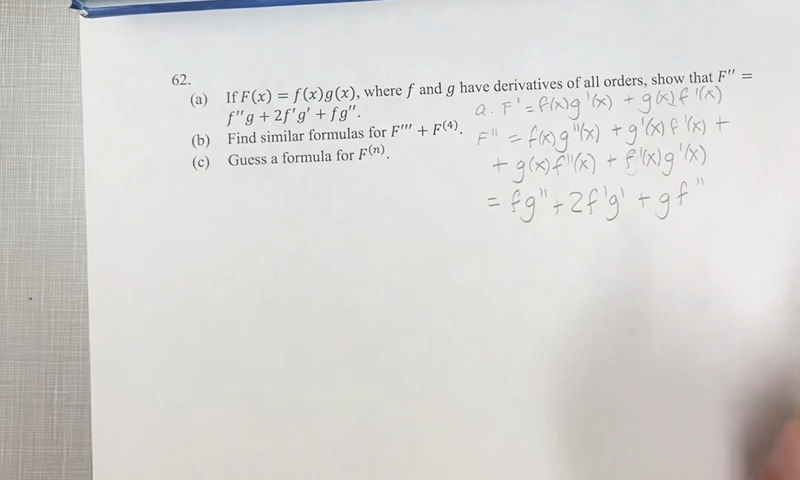 62.
(a) If F(x) = f(x)g(x), where f and g have derivatives of all orders, show that F″ =
f″g + 2f′g′ + fg″.
(b) Find similar formulas for F‴ + F⁽⁴⁾.
(c) Guess a formula for F⁽ⁿ⁾.
a. F' = f(x)g'(x) + g(x)f'(x)
F" = f(x)g"(x) + g'(x)f'(x) +
+ g(x)f"(x) + f'(x)g'(x)
= fg" + 2f'g' + gf"